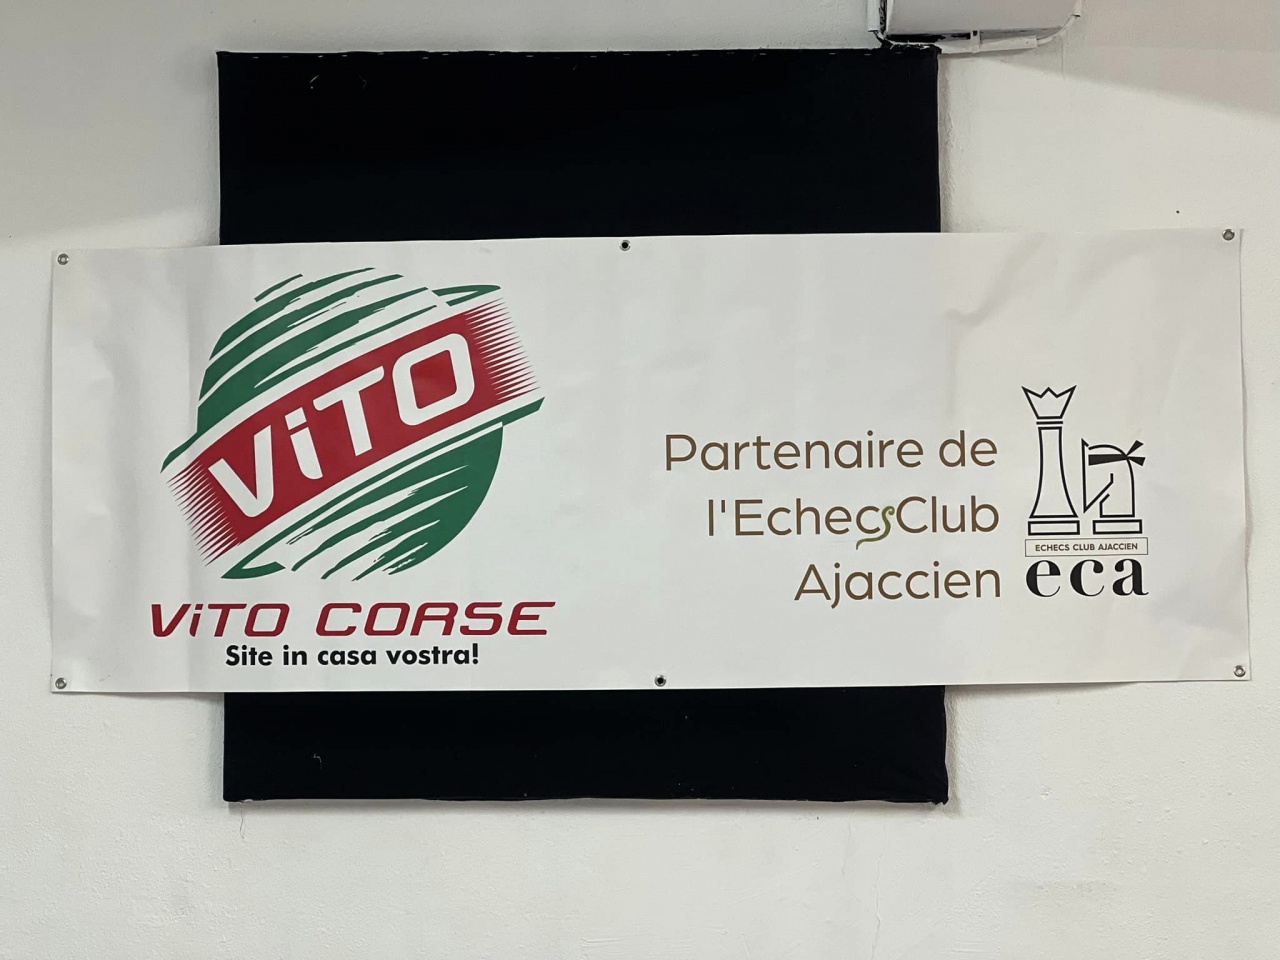 ViTO
ViTO CORSE
Site in casa vostra!
Partenaire de
l'EchecsClub
Ajaccien
ECHECS CLUB AJACCIEN
eca